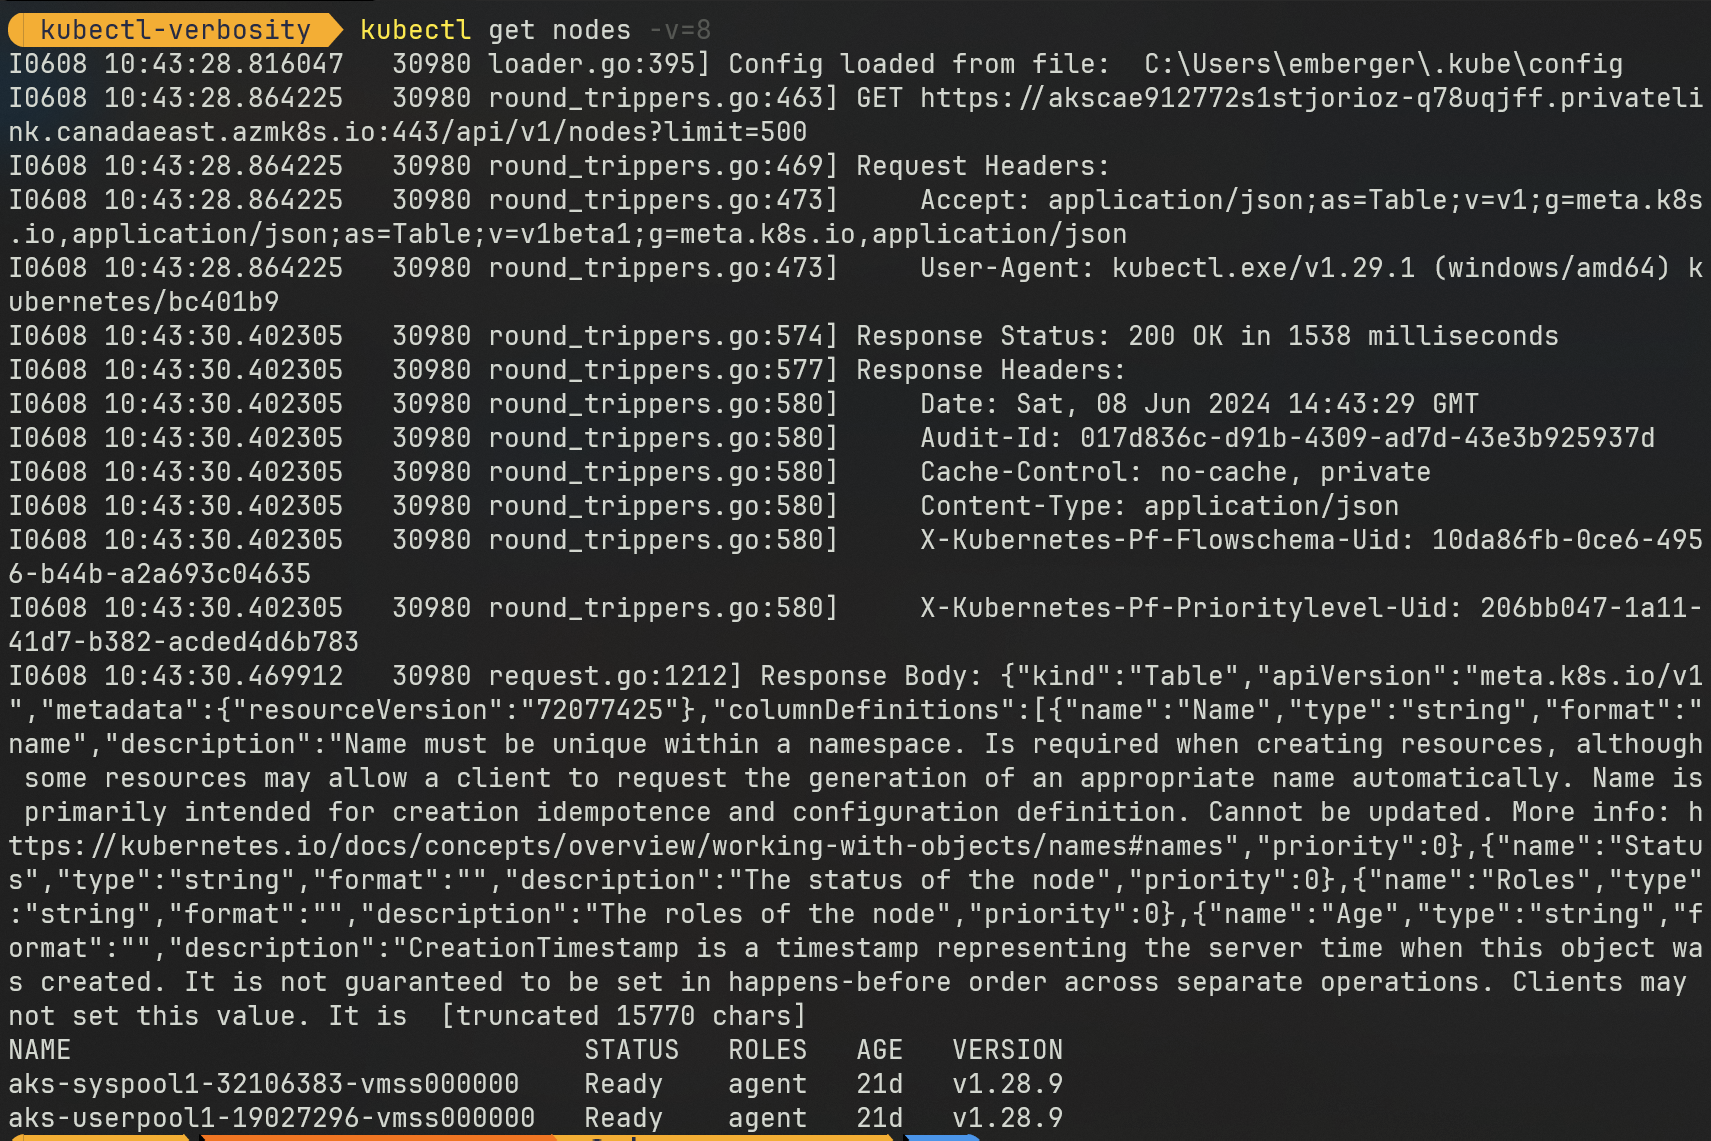 kubectl-verbosity kubectl get nodes -v=8
I0608 10:43:28.816047   30980 loader.go:395] Config loaded from file:  C:\Users\emberger\.kube\config
I0608 10:43:28.864225   30980 round_trippers.go:463] GET https://akscae912772s1stjorioz-q78uqjff.privateli
nk.canadaeast.azmk8s.io:443/api/v1/nodes?limit=500
I0608 10:43:28.864225   30980 round_trippers.go:469] Request Headers:
I0608 10:43:28.864225   30980 round_trippers.go:473]     Accept: application/json;as=Table;v=v1;g=meta.k8s
.io,application/json;as=Table;v=v1beta1;g=meta.k8s.io,application/json
I0608 10:43:28.864225   30980 round_trippers.go:473]     User-Agent: kubectl.exe/v1.29.1 (windows/amd64) k
ubernetes/bc401b9
I0608 10:43:30.402305   30980 round_trippers.go:574] Response Status: 200 OK in 1538 milliseconds
I0608 10:43:30.402305   30980 round_trippers.go:577] Response Headers:
I0608 10:43:30.402305   30980 round_trippers.go:580]     Date: Sat, 08 Jun 2024 14:43:29 GMT
I0608 10:43:30.402305   30980 round_trippers.go:580]     Audit-Id: 017d836c-d91b-4309-ad7d-43e3b925937d
I0608 10:43:30.402305   30980 round_trippers.go:580]     Cache-Control: no-cache, private
I0608 10:43:30.402305   30980 round_trippers.go:580]     Content-Type: application/json
I0608 10:43:30.402305   30980 round_trippers.go:580]     X-Kubernetes-Pf-Flowschema-Uid: 10da86fb-0ce6-495
6-b44b-a2a693c04635
I0608 10:43:30.402305   30980 round_trippers.go:580]     X-Kubernetes-Pf-Prioritylevel-Uid: 206bb047-1a11-
41d7-b382-acded4d6b783
I0608 10:43:30.469912   30980 request.go:1212] Response Body: {"kind":"Table","apiVersion":"meta.k8s.io/v1
","metadata":{"resourceVersion":"72077425"},"columnDefinitions":[{"name":"Name","type":"string","format":"
name","description":"Name must be unique within a namespace. Is required when creating resources, although
 some resources may allow a client to request the generation of an appropriate name automatically. Name is
 primarily intended for creation idempotence and configuration definition. Cannot be updated. More info: h
ttps://kubernetes.io/docs/concepts/overview/working-with-objects/names#names","priority":0},{"name":"Statu
s","type":"string","format":"","description":"The status of the node","priority":0},{"name":"Roles","type"
:"string","format":"","description":"The roles of the node","priority":0},{"name":"Age","type":"string","f
ormat":"","description":"CreationTimestamp is a timestamp representing the server time when this object wa
s created. It is not guaranteed to be set in happens-before order across separate operations. Clients may
not set this value. It is  [truncated 15770 chars]
NAME                                STATUS   ROLES   AGE   VERSION
aks-syspool1-32106383-vmss000000    Ready    agent   21d   v1.28.9
aks-userpool1-19027296-vmss000000   Ready    agent   21d   v1.28.9